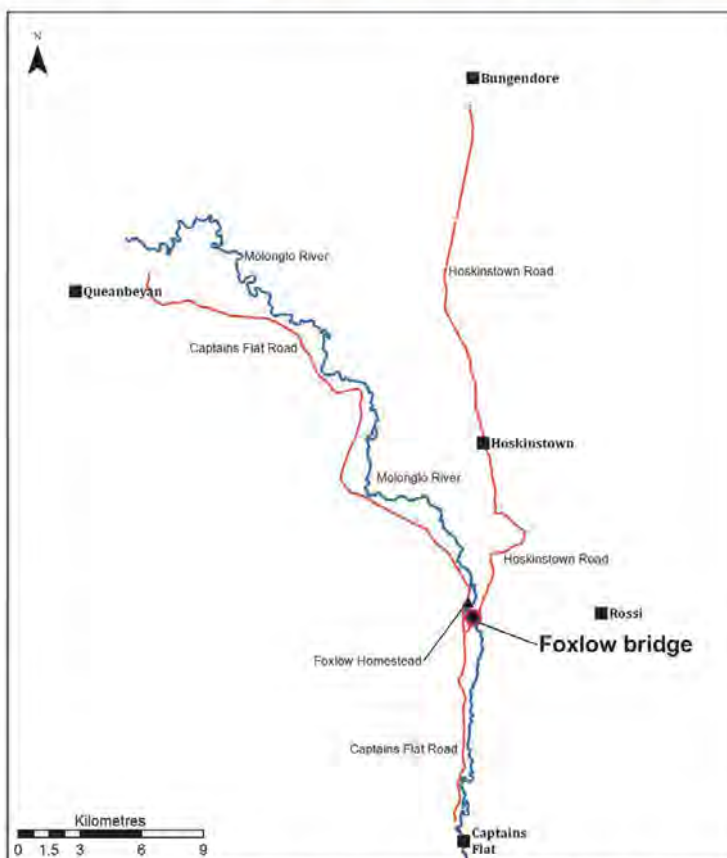 N
Bungendore
Molonglo River
Hoskinstown Road
Queanbeyan
Captains Flat Road
Hoskinstown
Molonglo River
Hoskinstown Road
Rossi
Foxlow bridge
Foxlow Homestead
Captains Flat Road
Kilometres
0 1.5 3 6 9
Captains
Flat